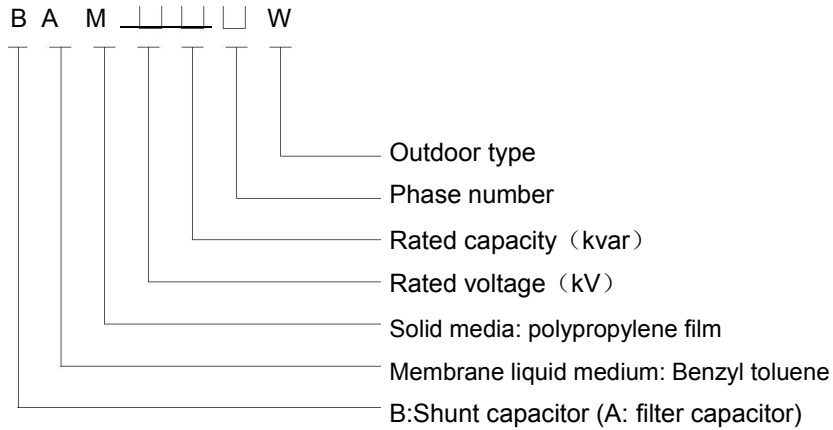 B A M □ □ □ W
Outdoor type
Phase number
Rated capacity（kvar）
Rated voltage（kV）
Solid media: polypropylene film
Membrane liquid medium: Benzyl toluene
B:Shunt capacitor (A: filter capacitor)